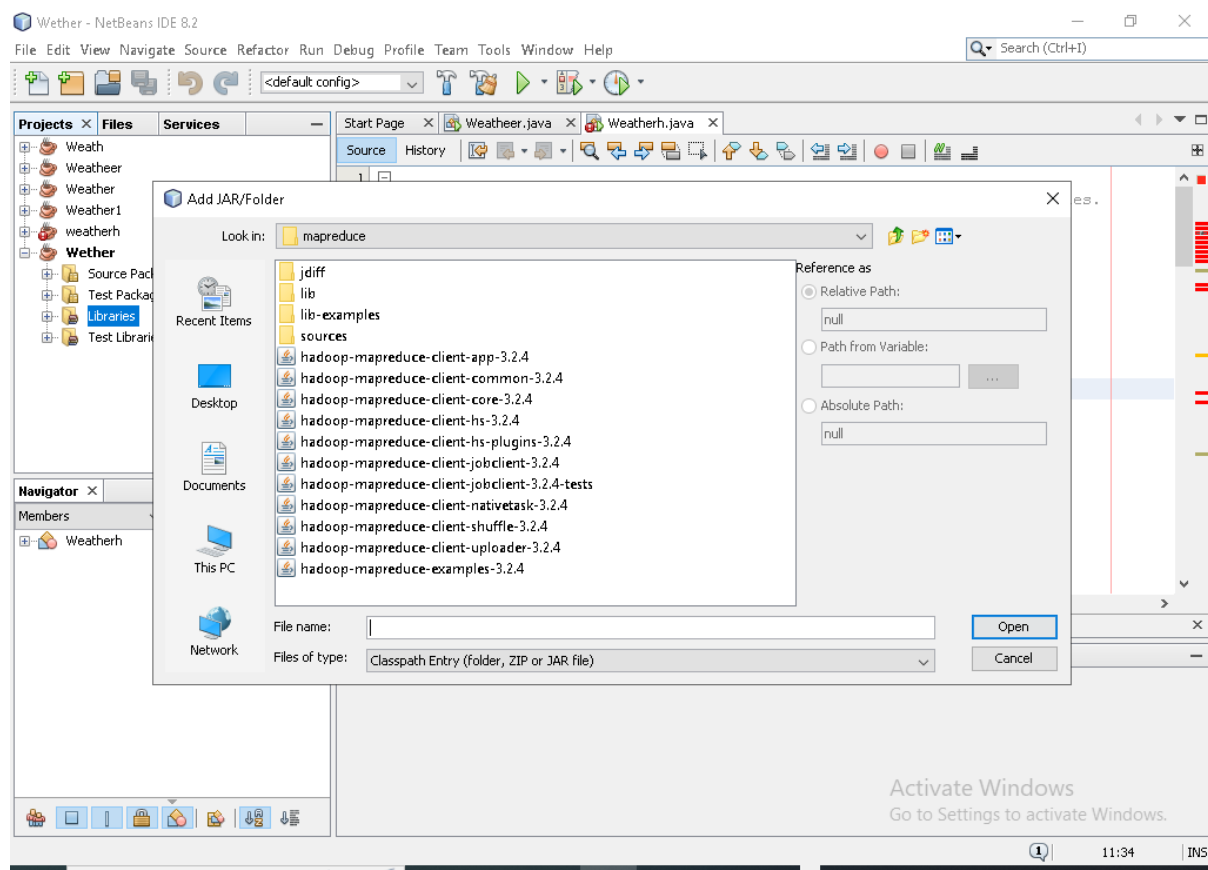 Wether - NetBeans IDE 8.2
File Edit View Navigate Source Refactor Run Debug Profile Team Tools Window Help
Search (Ctrl+I)
<default config>
Projects Files Services
Start Page Weatheer.java Weatherh.java
Source History
Weath
Weatheer
Weather
Weather1
weatherh
Wether
Source Pac
Test Packag
Libraries
Test Librarie
1
es.
Add JAR/Folder
Look in: mapreduce
Recent Items
Desktop
Documents
This PC
Network
jdiff
lib
lib-examples
sources
hadoop-mapreduce-client-app-3.2.4
hadoop-mapreduce-client-common-3.2.4
hadoop-mapreduce-client-core-3.2.4
hadoop-mapreduce-client-hs-3.2.4
hadoop-mapreduce-client-hs-plugins-3.2.4
hadoop-mapreduce-client-jobclient-3.2.4
hadoop-mapreduce-client-jobclient-3.2.4-tests
hadoop-mapreduce-client-nativetask-3.2.4
hadoop-mapreduce-client-shuffle-3.2.4
hadoop-mapreduce-client-uploader-3.2.4
hadoop-mapreduce-examples-3.2.4
Reference as
Relative Path:
null
Path from Variable:
...
Absolute Path:
null
File name:
Open
Files of type: Classpath Entry (folder, ZIP or JAR file)
Cancel
Navigator
Members
Weatherh
Activate Windows
Go to Settings to activate Windows.
1
11:34
INS